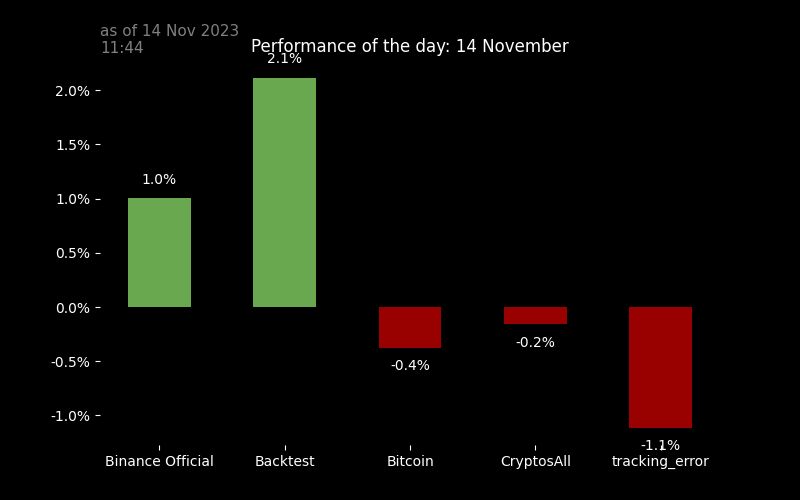 as of 14 Nov 2023
11:44
Performance of the day: 14 November
2.1%
2.0%
1.5%
1.0%
1.0%
0.5%
0.0%
-0.2%
-0.4%
-0.5%
-1.0%
-1.1%
Binance Official
Backtest
Bitcoin
CryptosAll
tracking_error